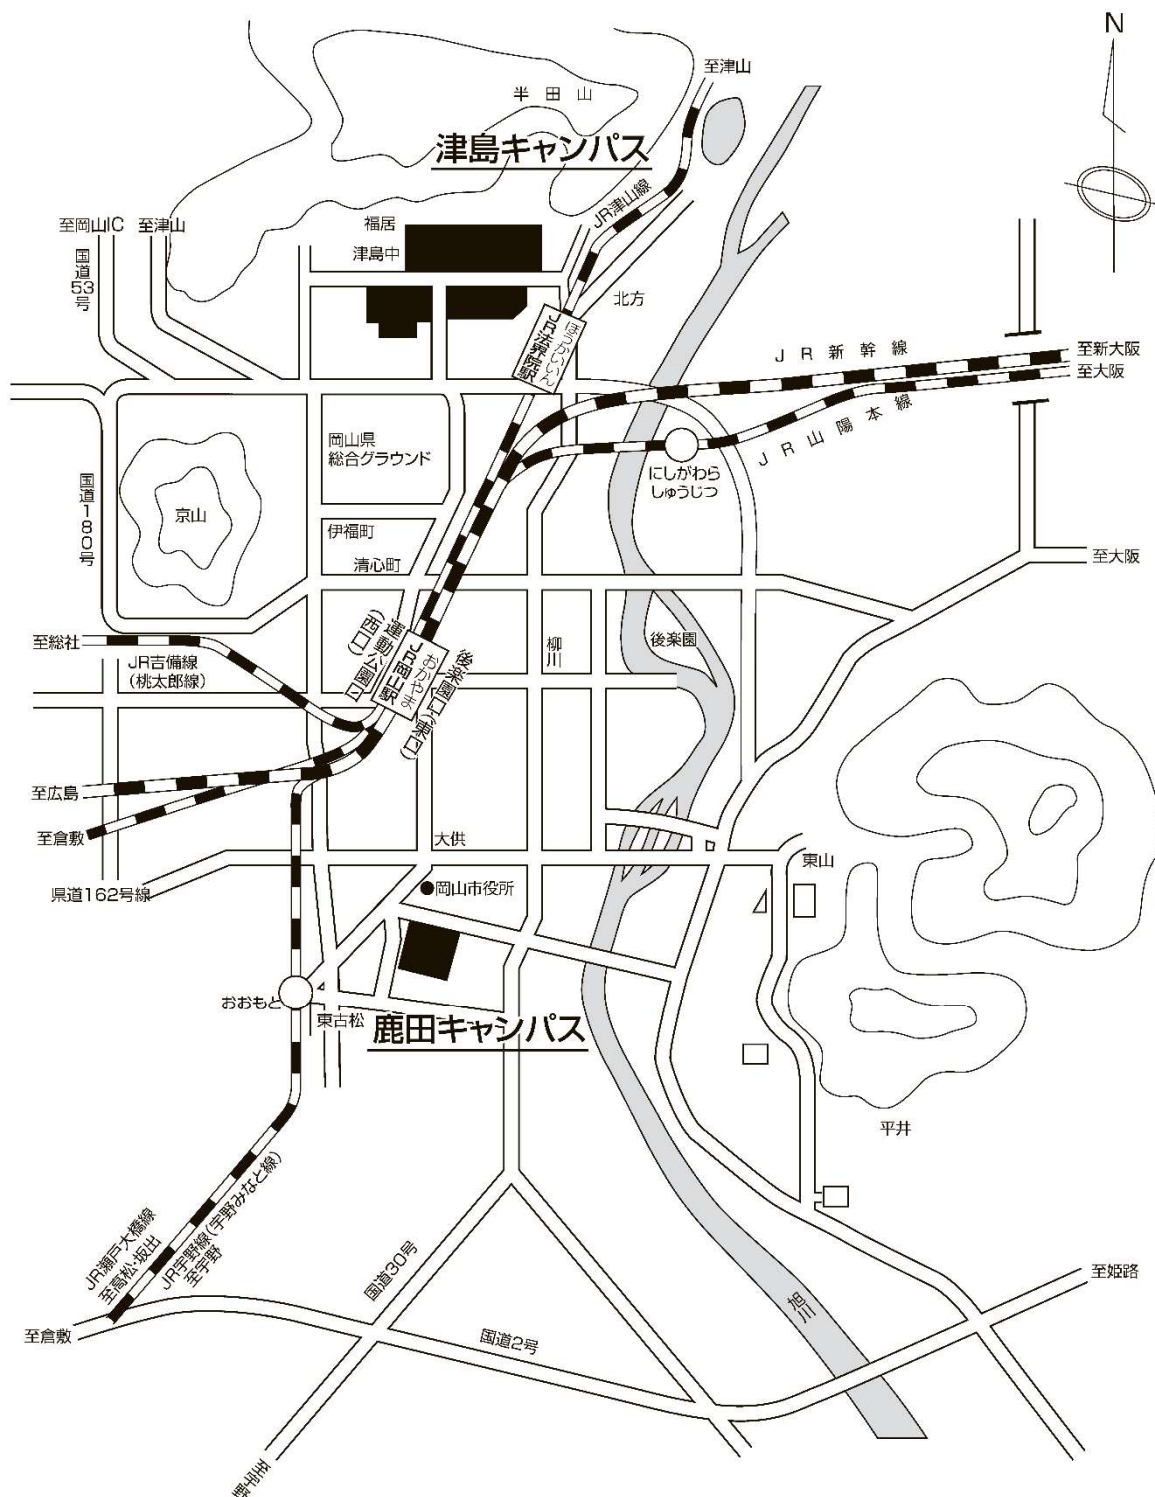 N
至津山
半田山
津島キャンパス
JR津山線
至岡山IC
至津山
福居
津島中
国道53号
北方
ほうかいいん
JR法界院駅
JR新幹線
至新大阪
至大阪
JR山陽本線
岡山県
総合グラウンド
にしがわら
しゅうじつ
国道180号
京山
伊福町
清心町
至大阪
至総社
JR吉備線
(桃太郎線)
運動公園口
(西口)
おかやま
JR岡山駅
後楽園口(東口)
柳川
後楽園
至広島
至倉敷
大供
東山
県道162号線
岡山市役所
おおもと
東古松
鹿田キャンパス
平井
JR瀬戸大橋線
至高松・坂出
JR宇野線(宇野みなと線)
至宇野
国道30号
旭川
至姫路
至倉敷
国道2号